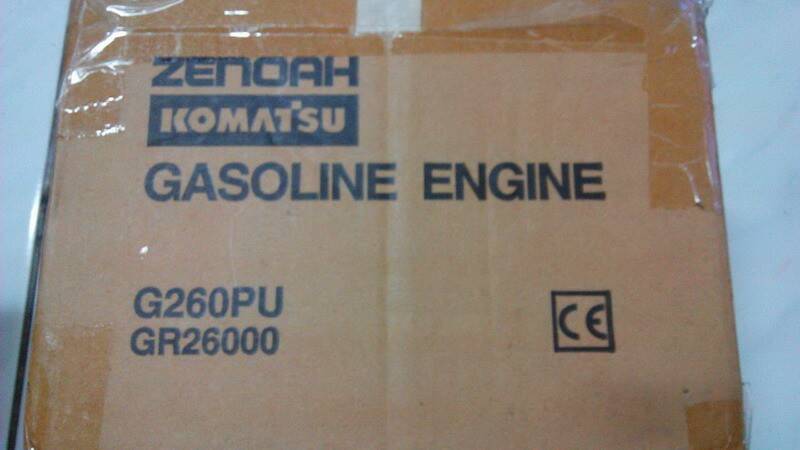 ZENOAH
KOMATSU
GASOLINE ENGINE
G260PU
GR26000
CE